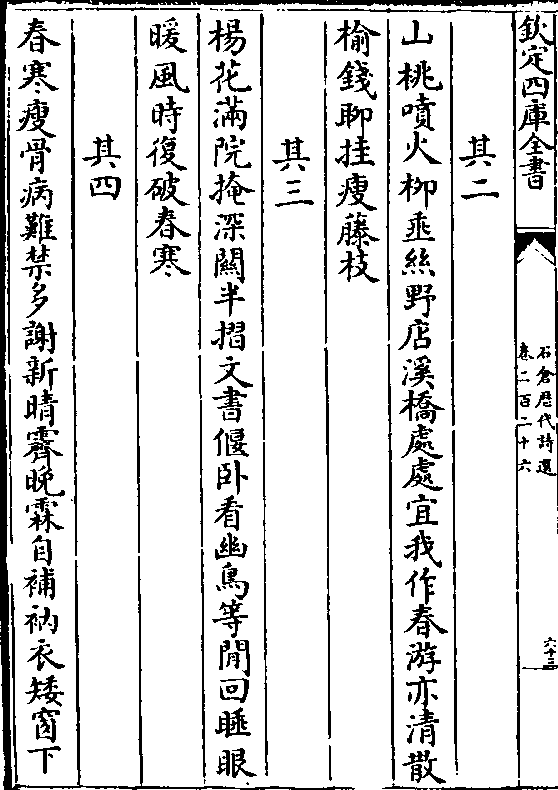 欽定四庫全書
石倉歴代詩選
卷二百二十六
六十三
其二
山桃噴火栁垂絲野店溪橋處處宜我作春游亦清散
榆錢聊挂瘦藤枝
其三
楊花滿院掩深關半摺文書偃卧看幽鳥等閒回睡眼
暖風時復破春寒
其四
春寒瘦骨病難禁多謝新晴霽晚霖自補衲衣矮窗下